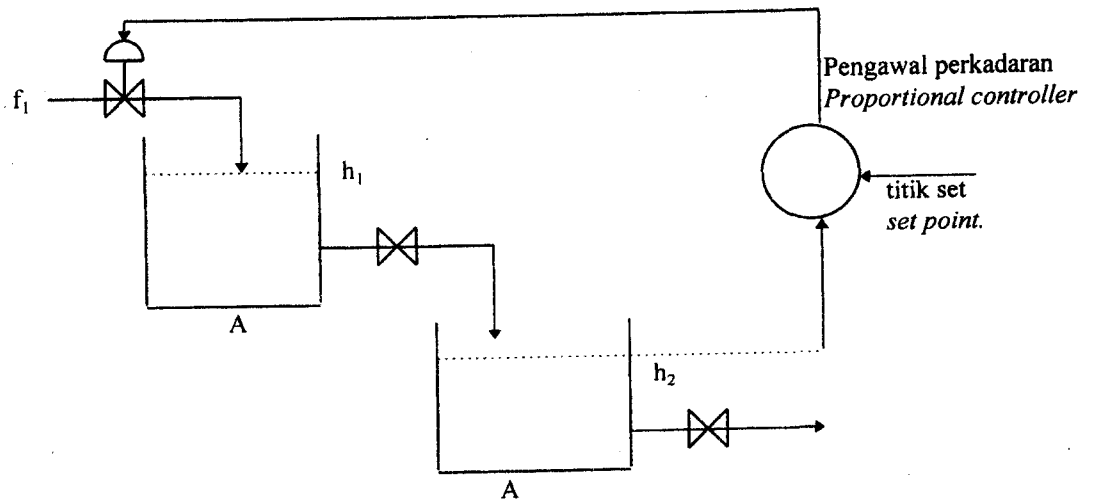 Pengawal perkadaran
Proportional controller
f₁
h₁
titik set
set point.
A
h₂
A